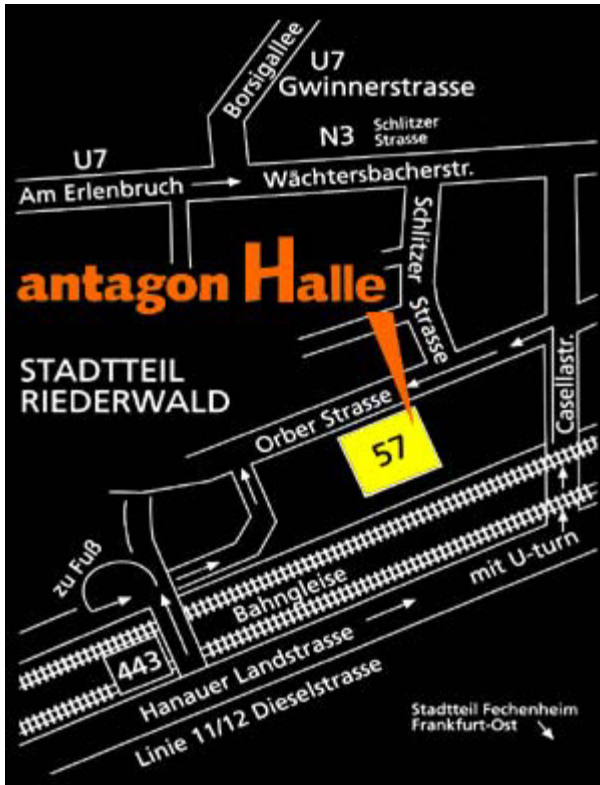 Borsigallee
U7
Gwinnerstrasse
N3 Schlitzer
Strasse
U7
Am Erlenbruch
Wächtersbacherstr.
Schlitzer Strasse
antagon Halle
STADTTEIL
RIEDERWALD
Casellastr.
Orber Strasse
57
zu Fuß
Bahngleise
mit U-turn
443
Hanauer Landstrasse
Linie 11/12 Dieselstrasse
Stadtteil Fechenheim
Frankfurt-Ost